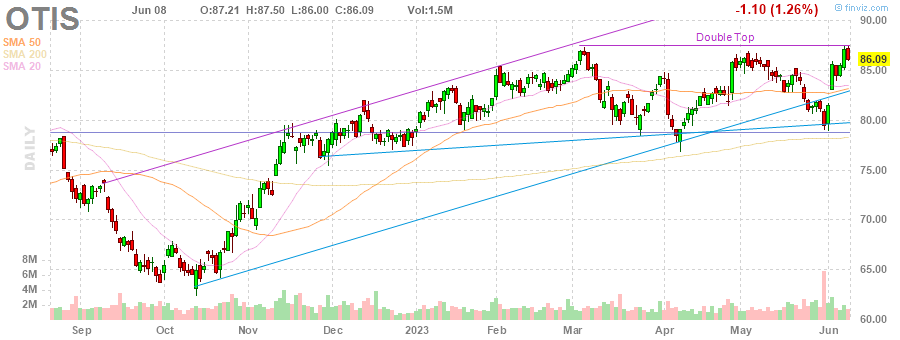 OTIS
Jun 08 O:87.21 H:87.50 L:86.00 C:86.09 Vol:1.5M -1.10 (1.26%)
© finviz.com
SMA 50
SMA 200
SMA 20
Double Top
90.00
86.09
85.00
80.00
75.00
70.00
65.00
60.00
DAILY
8M
6M
4M
2M
Sep Oct Nov Dec 2023 Feb Mar Apr May Jun